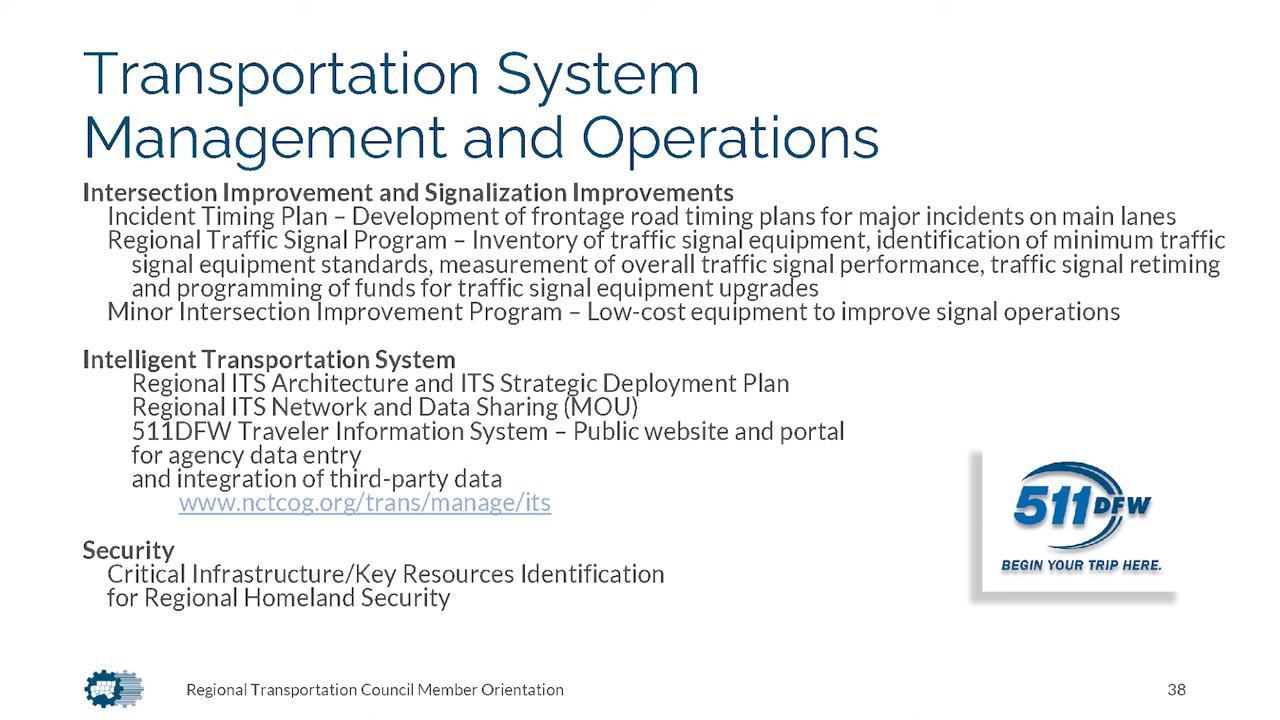 Transportation System
Management and Operations
Intersection Improvement and Signalization Improvements
Incident Timing Plan – Development of frontage road timing plans for major incidents on main lanes
Regional Traffic Signal Program – Inventory of traffic signal equipment, identification of minimum traffic
signal equipment standards, measurement of overall traffic signal performance, traffic signal retiming
and programming of funds for traffic signal equipment upgrades
Minor Intersection Improvement Program – Low-cost equipment to improve signal operations
Intelligent Transportation System
Regional ITS Architecture and ITS Strategic Deployment Plan
Regional ITS Network and Data Sharing (MOU)
511DFW Traveler Information System – Public website and portal
for agency data entry
and integration of third-party data
www.nctcog.org/trans/manage/its
511DFW
BEGIN YOUR TRIP HERE.
Security
Critical Infrastructure/Key Resources Identification
for Regional Homeland Security
Regional Transportation Council Member Orientation
38